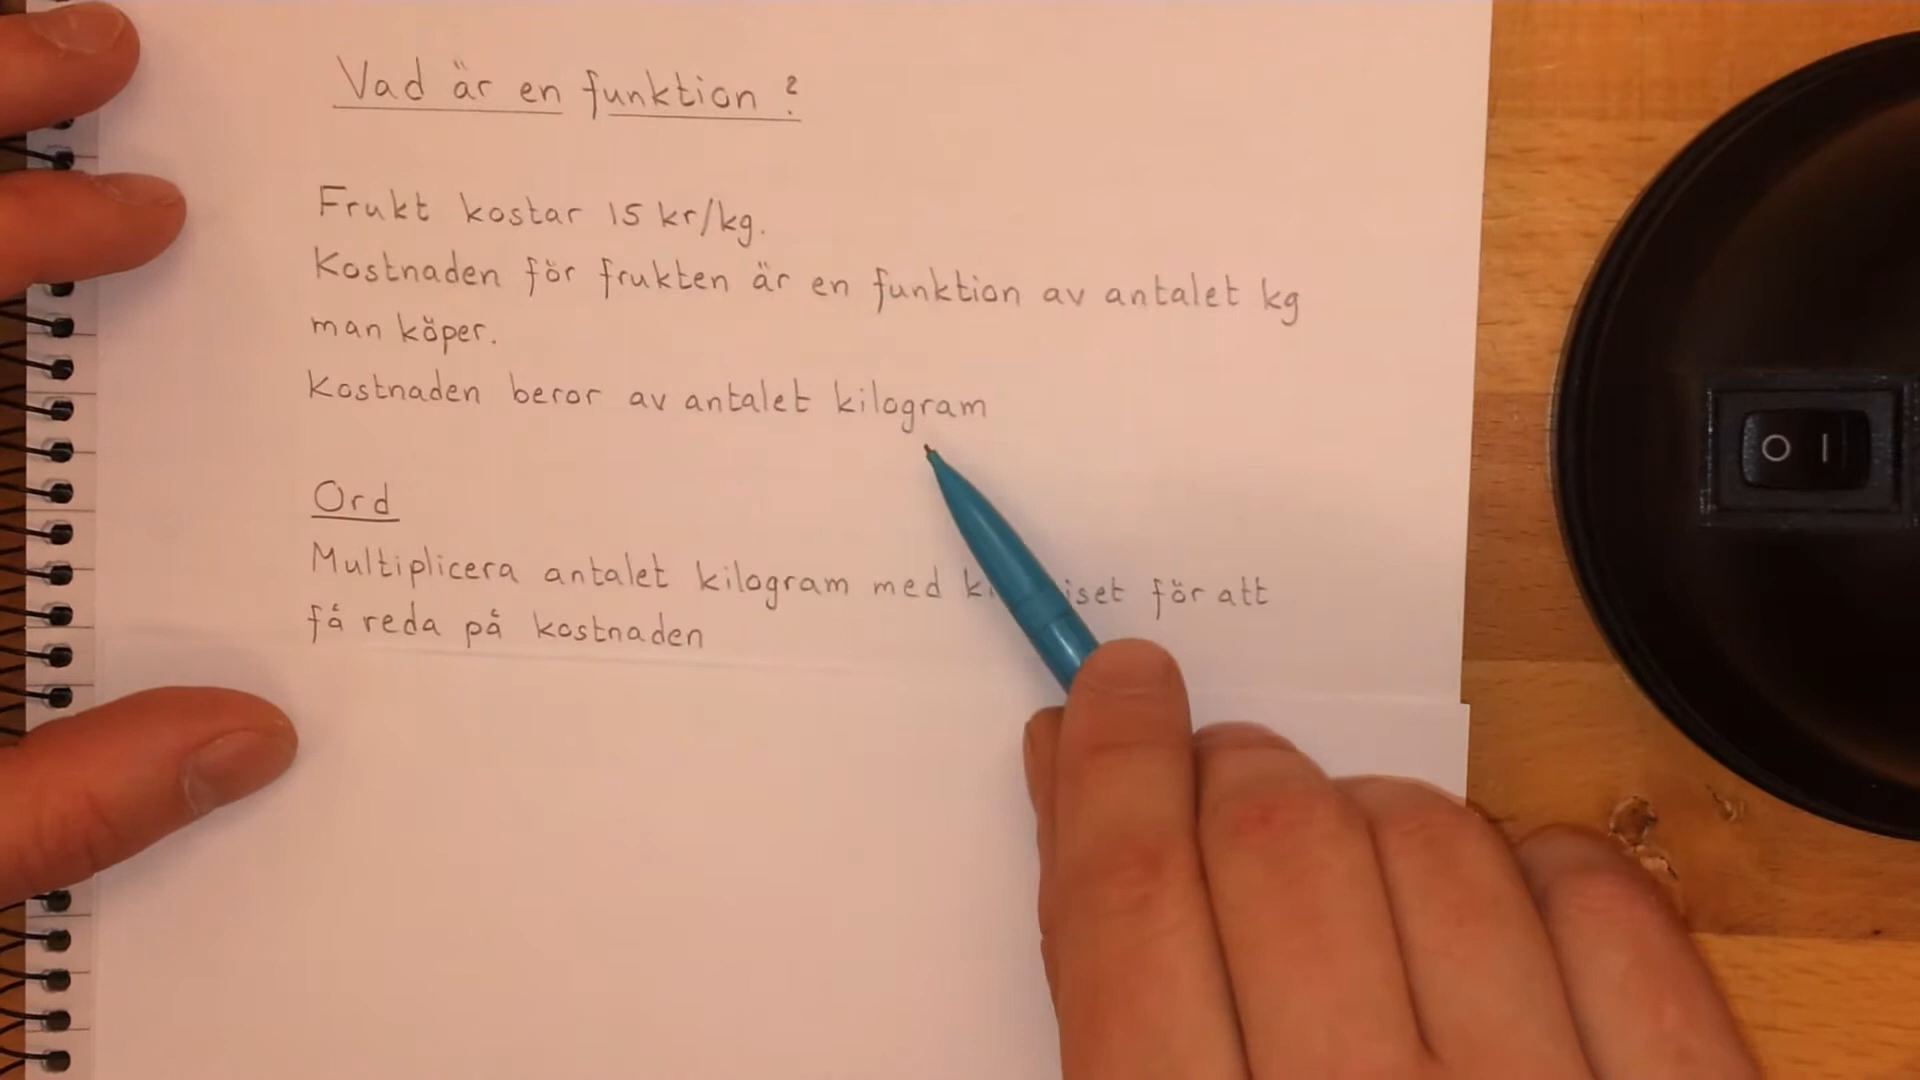 Vad är en funktion?
Frukt kostar 15 kr/kg.
Kostnaden för frukten är en funktion av antalet kg
man köper.
Kostnaden beror av antalet kilogram
Ord
Multiplicera antalet kilogram med för att
få reda på kostnaden
O I